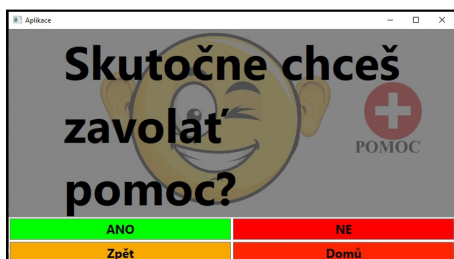 Aplikace
Skutočne chceš
zavolať
pomoc?
POMOC
ANO
NE
Zpět
Domů